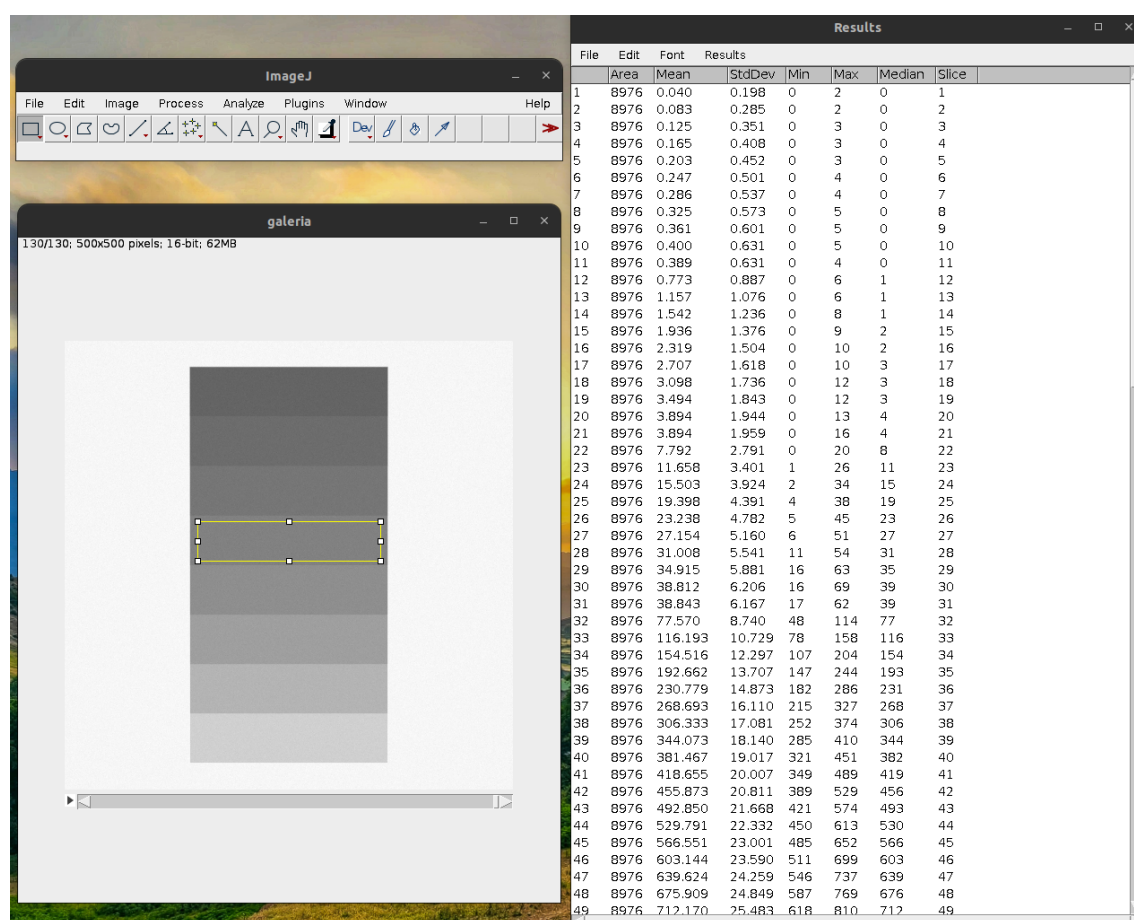 ImageJ
File Edit Image Process Analyze Plugins Window Help
Dev
galeria
130/130; 500x500 pixels; 16-bit; 62MB
Results
File Edit Font Results
Area Mean StdDev Min Max Median Slice
1 8976 0.040 0.198 0 2 0 1
2 8976 0.083 0.285 0 2 0 2
3 8976 0.125 0.351 0 3 0 3
4 8976 0.165 0.408 0 3 0 4
5 8976 0.203 0.452 0 3 0 5
6 8976 0.247 0.501 0 4 0 6
7 8976 0.286 0.537 0 4 0 7
8 8976 0.325 0.573 0 5 0 8
9 8976 0.361 0.601 0 5 0 9
10 8976 0.400 0.631 0 5 0 10
11 8976 0.389 0.631 0 4 0 11
12 8976 0.773 0.887 0 6 1 12
13 8976 1.157 1.076 0 6 1 13
14 8976 1.542 1.236 0 8 1 14
15 8976 1.936 1.376 0 9 2 15
16 8976 2.319 1.504 0 10 2 16
17 8976 2.707 1.618 0 10 3 17
18 8976 3.098 1.736 0 12 3 18
19 8976 3.494 1.843 0 12 3 19
20 8976 3.894 1.944 0 13 4 20
21 8976 3.894 1.959 0 16 4 21
22 8976 7.792 2.791 0 20 8 22
23 8976 11.658 3.401 1 26 11 23
24 8976 15.503 3.924 2 34 15 24
25 8976 19.398 4.391 4 38 19 25
26 8976 23.238 4.782 5 45 23 26
27 8976 27.154 5.160 6 51 27 27
28 8976 31.008 5.541 11 54 31 28
29 8976 34.915 5.881 16 63 35 29
30 8976 38.812 6.206 16 69 39 30
31 8976 38.843 6.167 17 62 39 31
32 8976 77.570 8.740 48 114 77 32
33 8976 116.193 10.729 78 158 116 33
34 8976 154.516 12.297 107 204 154 34
35 8976 192.662 13.707 147 244 193 35
36 8976 230.779 14.873 182 286 231 36
37 8976 268.693 16.110 215 327 268 37
38 8976 306.333 17.081 252 374 306 38
39 8976 344.073 18.140 285 410 344 39
40 8976 381.467 19.017 321 451 382 40
41 8976 418.655 20.007 349 489 419 41
42 8976 455.873 20.811 389 529 456 42
43 8976 492.850 21.668 421 574 493 43
44 8976 529.791 22.332 450 613 530 44
45 8976 566.551 23.001 485 652 566 45
46 8976 603.144 23.590 511 699 603 46
47 8976 639.624 24.259 546 737 639 47
48 8976 675.909 24.849 587 769 676 48
49 8976 712.170 25.483 618 810 712 49